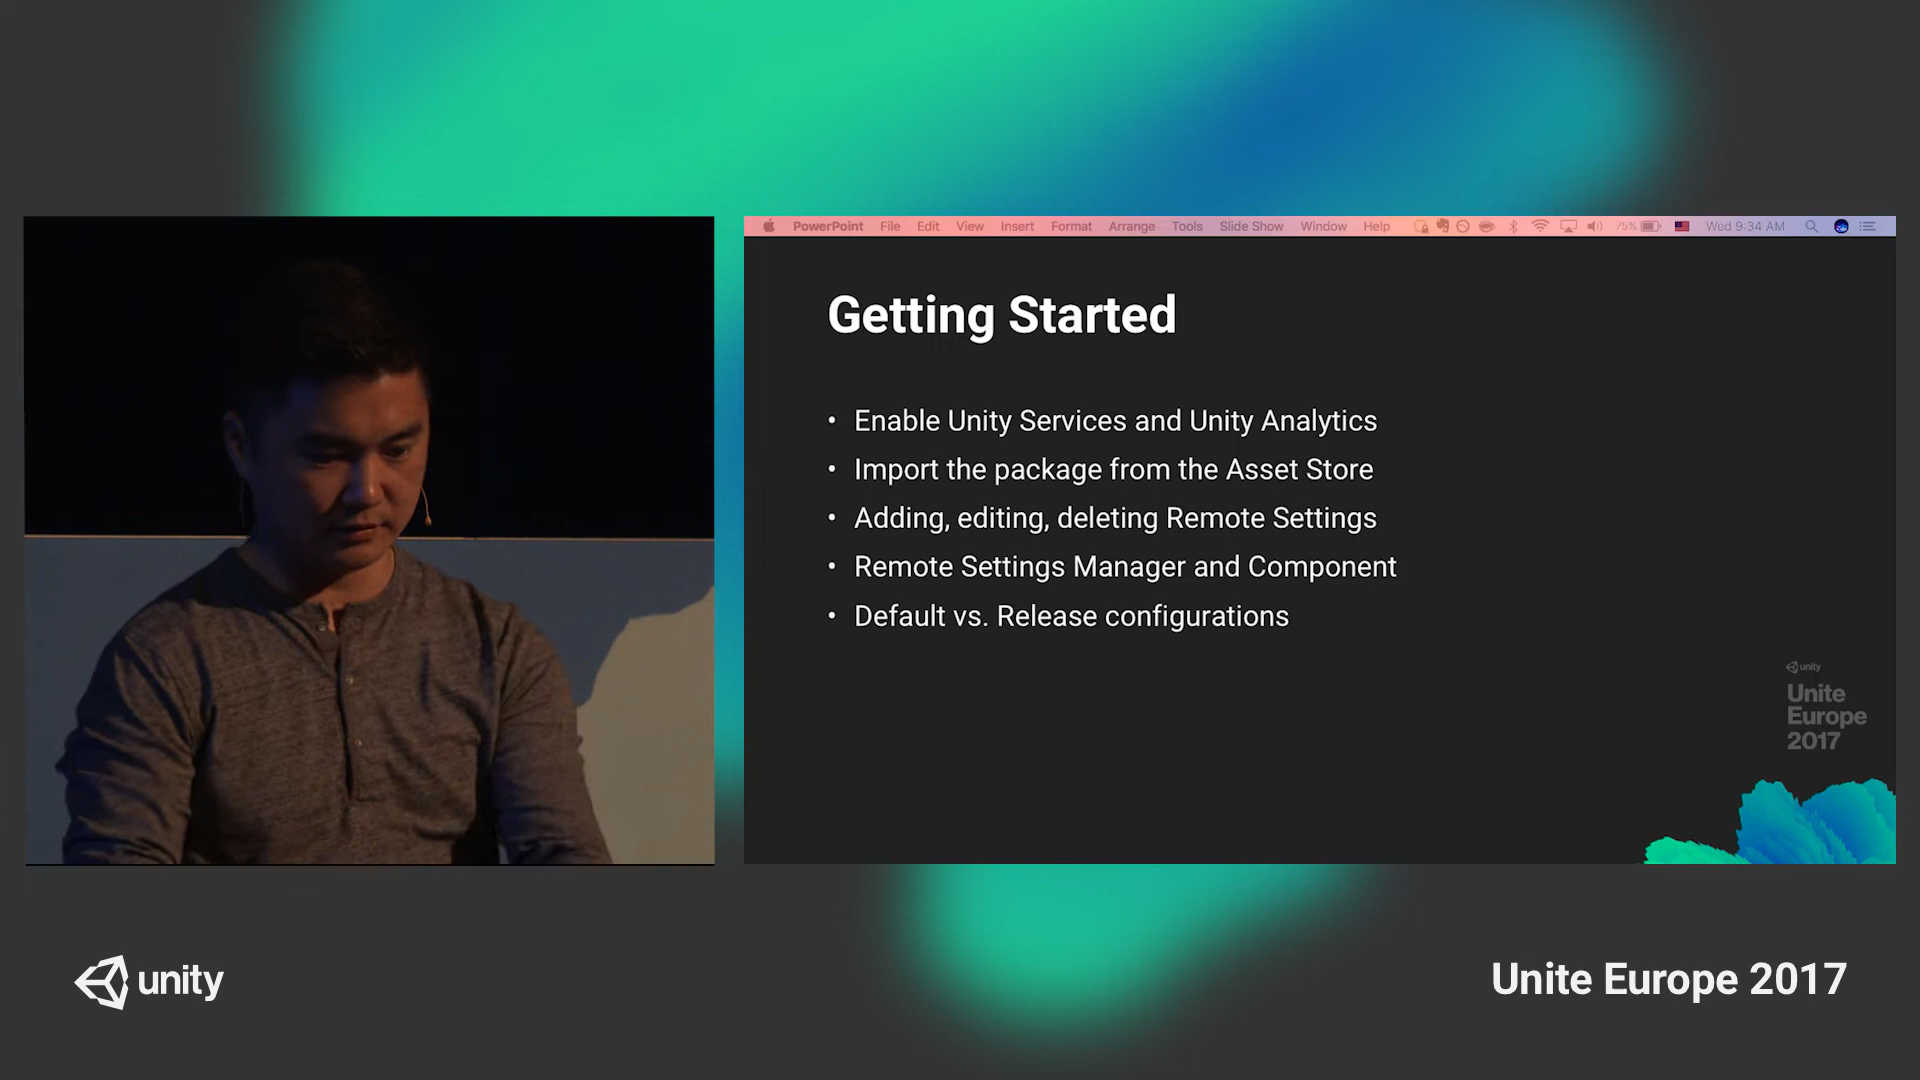 PowerPoint File Edit View Insert Format Arrange Tools Slide Show Window Help 75% Wed 9:34 AM
Getting Started
• Enable Unity Services and Unity Analytics
• Import the package from the Asset Store
• Adding, editing, deleting Remote Settings
• Remote Settings Manager and Component
• Default vs. Release configurations
unity
Unite
Europe
2017
unity
Unite Europe 2017